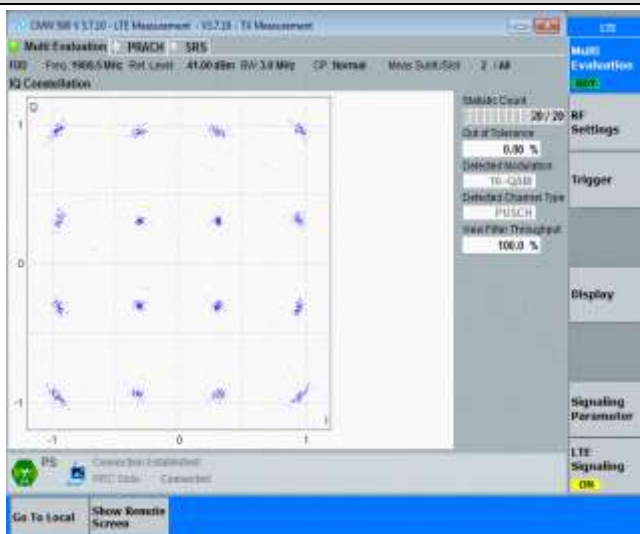 CMW 500 V 3.7.20 - LTE Measurement - V3.7.20 - TX Measurement
Multi Evaluation PRACH SRS
FDD Freq. MHz Ref. Level: 41.00 dBm BW: 3.0 MHz CP: Normal Meas Subfr./Slot 2 / All
IQ Constellation
Q
1
0
-1
-1 0 1
I
Statistic Count
20 / 20
Out of Tolerance
0.00 %
Detected Modulation
16-QAM
Detected Channel Type
PUSCH
View Filter Throughput
100.0 %
LTE
Multi
Evaluation
RDY
RF
Settings
Trigger
Display
Signaling
Parameter
LTE
Signaling
ON
PS: Connection Established
RRC State: Connected
Go To Local
Show Remote
Screen